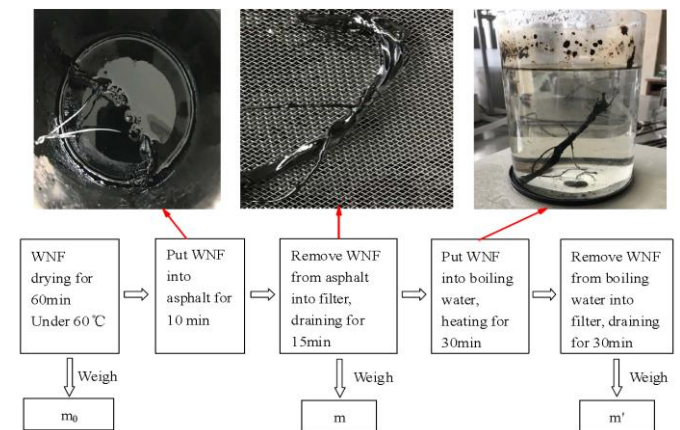 WNF
drying for
60min
Under 60℃
Put WNF
into
asphalt for
10 min
Remove WNF
from asphalt
into filter,
draining for
15min
Put WNF
into boiling
water,
heating for
30min
Remove WNF
from boiling
water into
filter, draining
for 30min
Weigh
Weigh
Weigh
m₀
m
m′